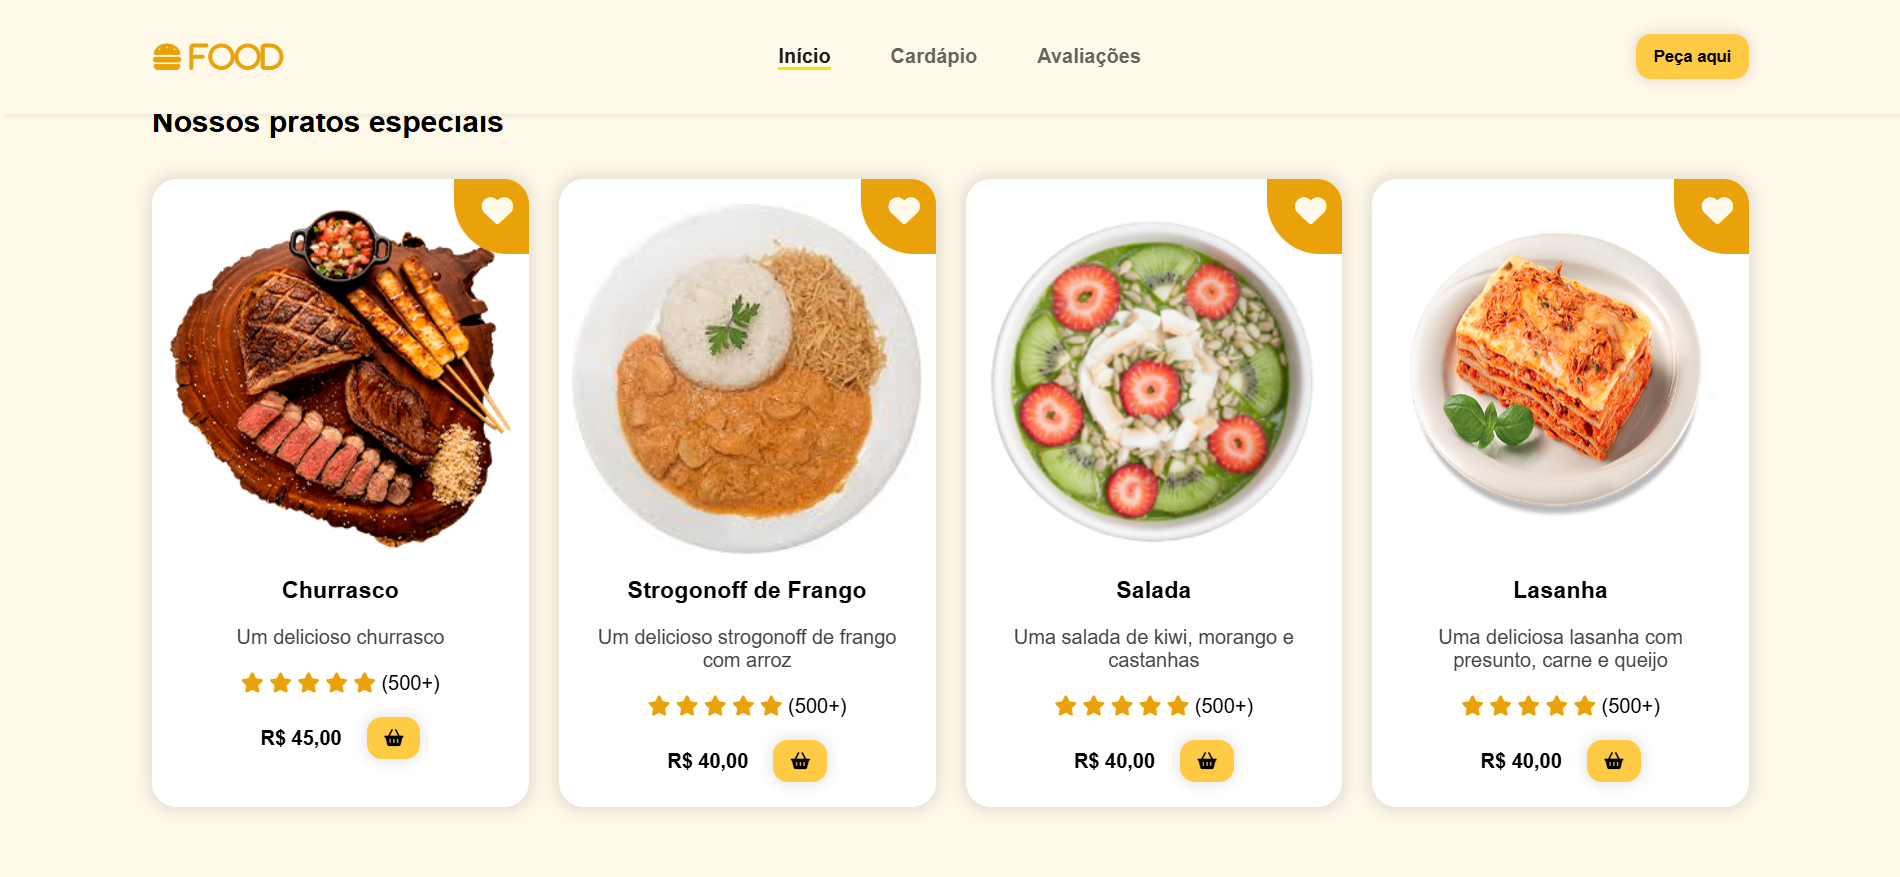 FOOD
Início
Cardápio
Avaliações
Peça aqui
Nossos pratos especiais
Churrasco
Um delicioso churrasco
(500+)
R$ 45,00
Strogonoff de Frango
Um delicioso strogonoff de frango
com arroz
(500+)
R$ 40,00
Salada
Uma salada de kiwi, morango e
castanhas
(500+)
R$ 40,00
Lasanha
Uma deliciosa lasanha com
presunto, carne e queijo
(500+)
R$ 40,00